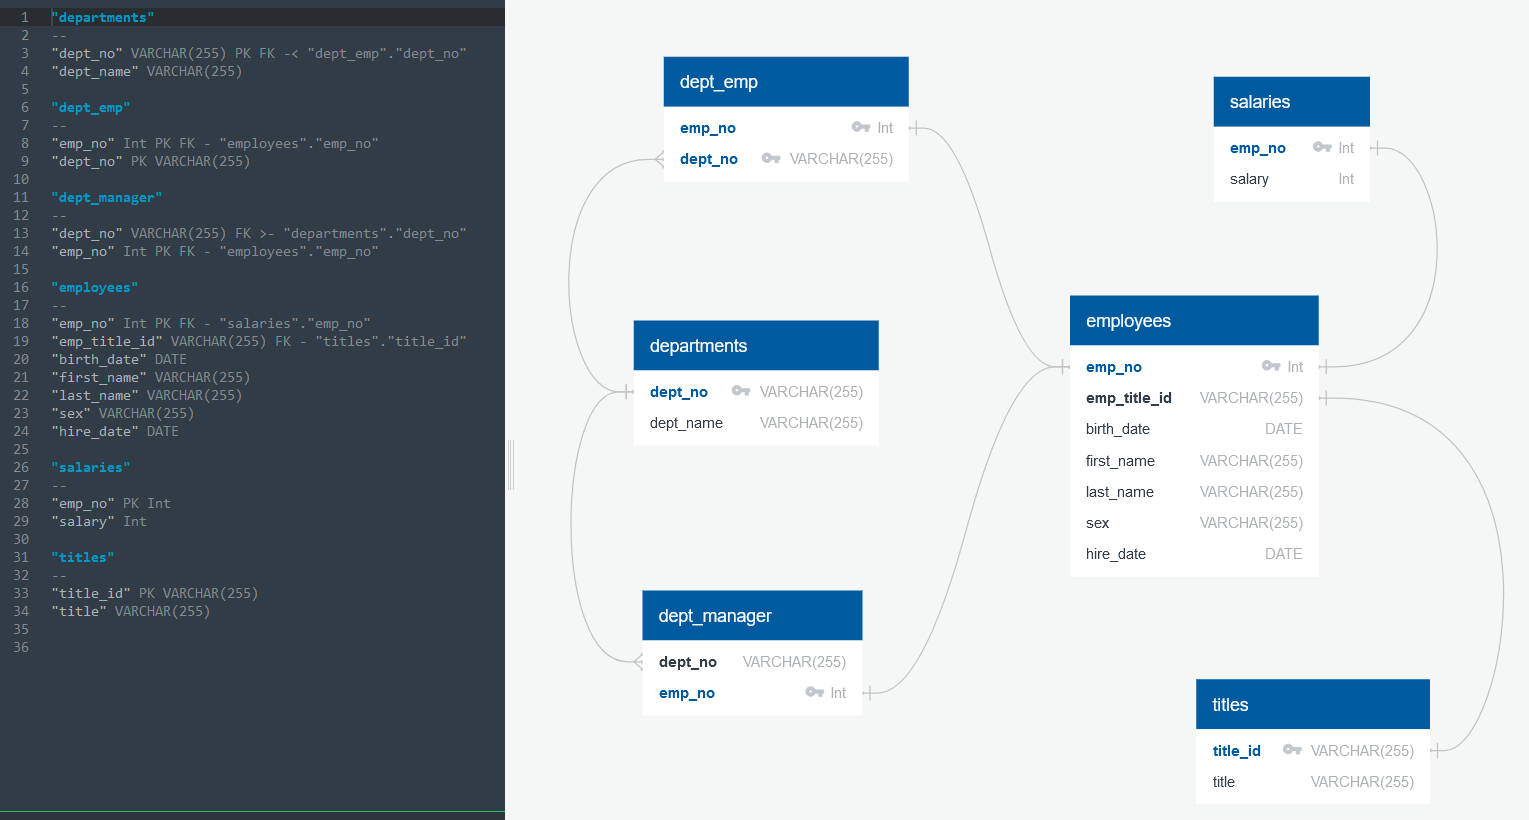 1 "departments"
2 --
3 "dept_no" VARCHAR(255) PK FK -< "dept_emp"."dept_no"
4 "dept_name" VARCHAR(255)
5
6 "dept_emp"
7 --
8 "emp_no" Int PK FK - "employees"."emp_no"
9 "dept_no" PK VARCHAR(255)
10
11 "dept_manager"
12 --
13 "dept_no" VARCHAR(255) FK >- "departments"."dept_no"
14 "emp_no" Int PK FK - "employees"."emp_no"
15
16 "employees"
17 --
18 "emp_no" Int PK FK - "salaries"."emp_no"
19 "emp_title_id" VARCHAR(255) FK - "titles"."title_id"
20 "birth_date" DATE
21 "first_name" VARCHAR(255)
22 "last_name" VARCHAR(255)
23 "sex" VARCHAR(255)
24 "hire_date" DATE
25
26 "salaries"
27 --
28 "emp_no" PK Int
29 "salary" Int
30
31 "titles"
32 --
33 "title_id" PK VARCHAR(255)
34 "title" VARCHAR(255)
35
36
dept_emp
emp_no Int
dept_no VARCHAR(255)
salaries
emp_no Int
salary Int
departments
dept_no VARCHAR(255)
dept_name VARCHAR(255)
employees
emp_no Int
emp_title_id VARCHAR(255)
birth_date DATE
first_name VARCHAR(255)
last_name VARCHAR(255)
sex VARCHAR(255)
hire_date DATE
dept_manager
dept_no VARCHAR(255)
emp_no Int
titles
title_id VARCHAR(255)
title VARCHAR(255)